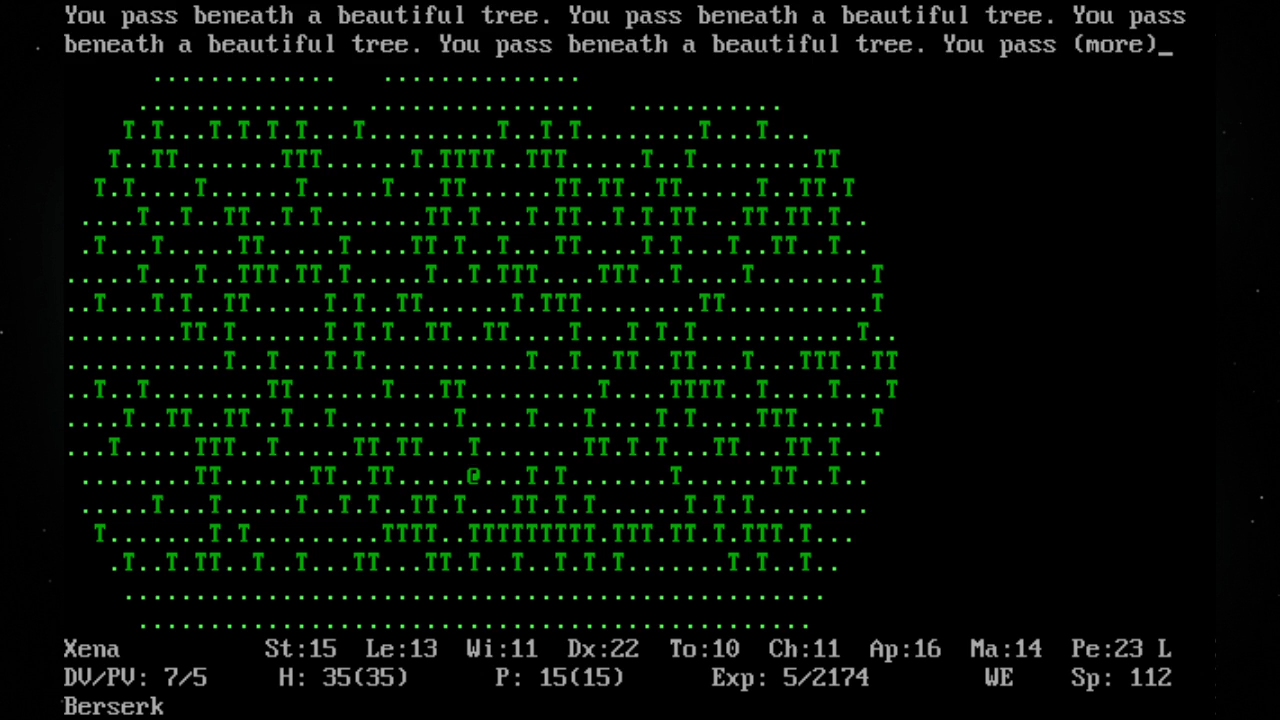 You pass beneath a beautiful tree. You pass beneath a beautiful tree. You pass
beneath a beautiful tree. You pass beneath a beautiful tree. You pass (more)_
Xena St:15 Le:13 Wi:11 Dx:22 To:10 Ch:11 Ap:16 Ma:14 Pe:23 L
DV/PV: 7/5 H: 35(35) P: 15(15) Exp: 5/2174 WE Sp: 112
Berserk